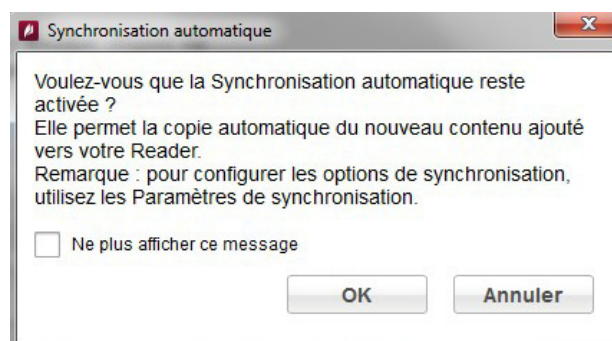 Synchronisation automatique
Voulez-vous que la Synchronisation automatique reste
activée ?
Elle permet la copie automatique du nouveau contenu ajouté
vers votre Reader.
Remarque : pour configurer les options de synchronisation,
utilisez les Paramètres de synchronisation.
Ne plus afficher ce message
OK Annuler